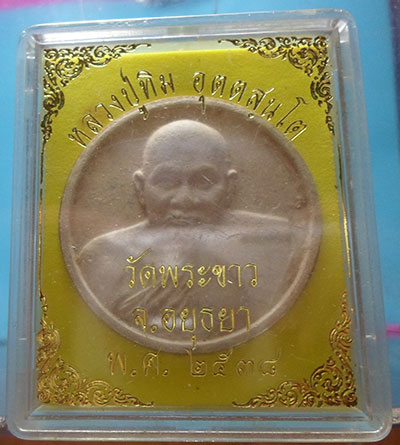 หลวงปู่ทิม อุตตสนฺโต
วัดพระขาว
จ.อยุธยา
พ.ศ. ๒๕๓๘